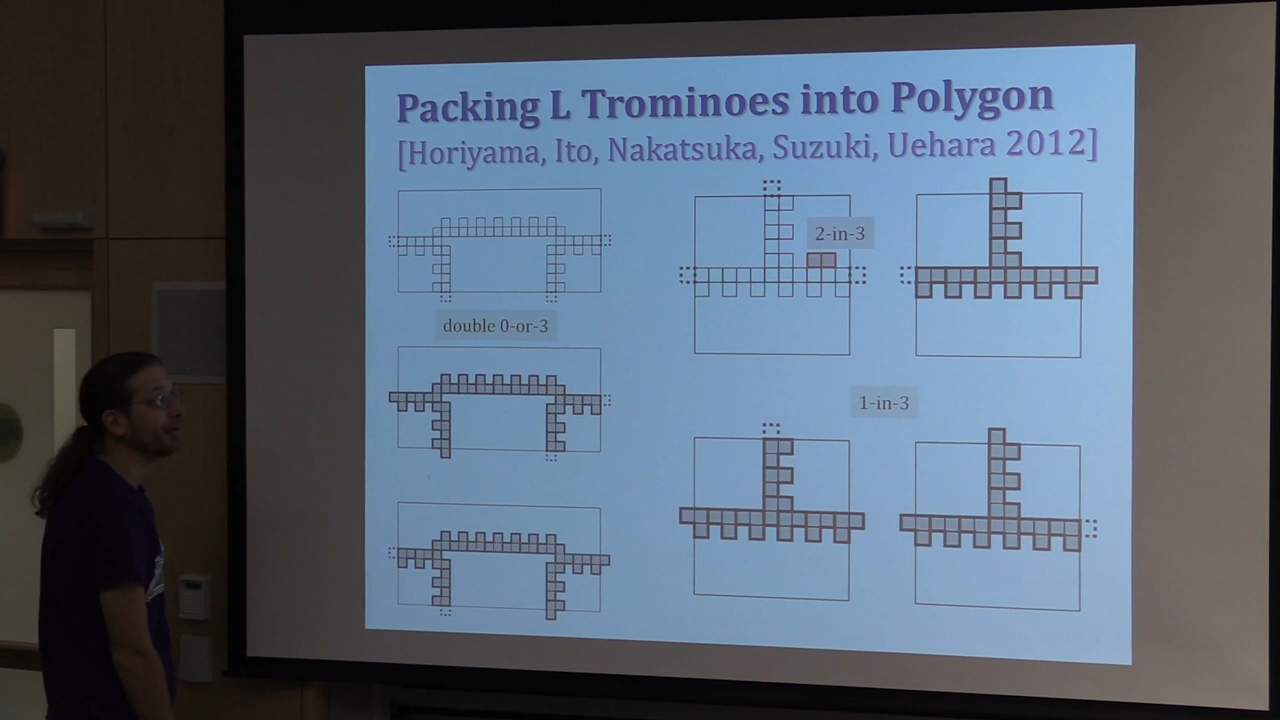 Packing L Trominoes into Polygon
[Horiyama, Ito, Nakatsuka, Suzuki, Uehara 2012]
2-in-3
double 0-or-3
1-in-3